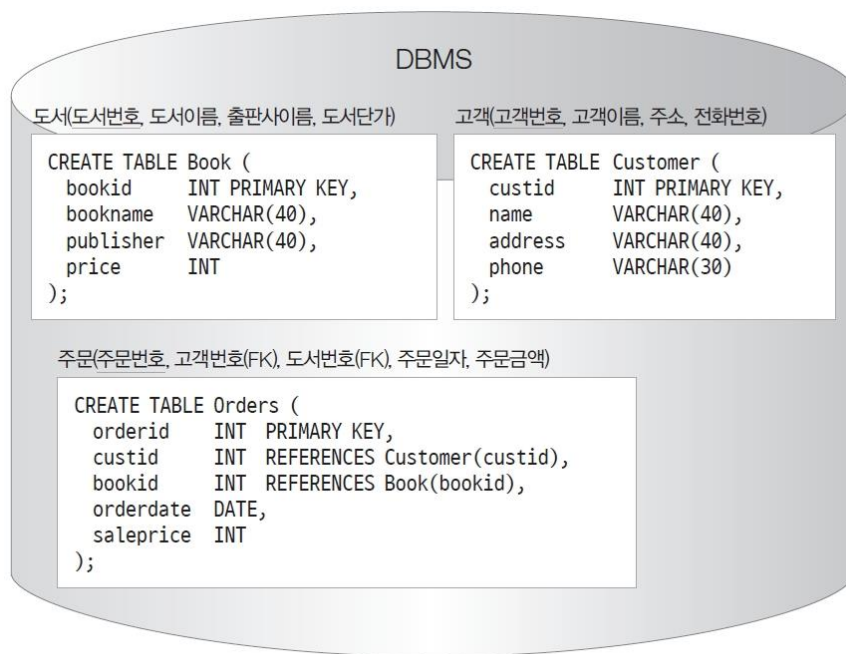 DBMS
도서(도서번호, 도서이름, 출판사이름, 도서단가)
CREATE TABLE Book (
bookid INT PRIMARY KEY,
bookname VARCHAR(40),
publisher VARCHAR(40),
price INT
);
고객(고객번호, 고객이름, 주소, 전화번호)
CREATE TABLE Customer (
custid INT PRIMARY KEY,
name VARCHAR(40),
address VARCHAR(40),
phone VARCHAR(30)
);
주문(주문번호, 고객번호(FK), 도서번호(FK), 주문일자, 주문금액)
CREATE TABLE Orders (
orderid INT PRIMARY KEY,
custid INT REFERENCES Customer(custid),
bookid INT REFERENCES Book(bookid),
orderdate DATE,
saleprice INT
);